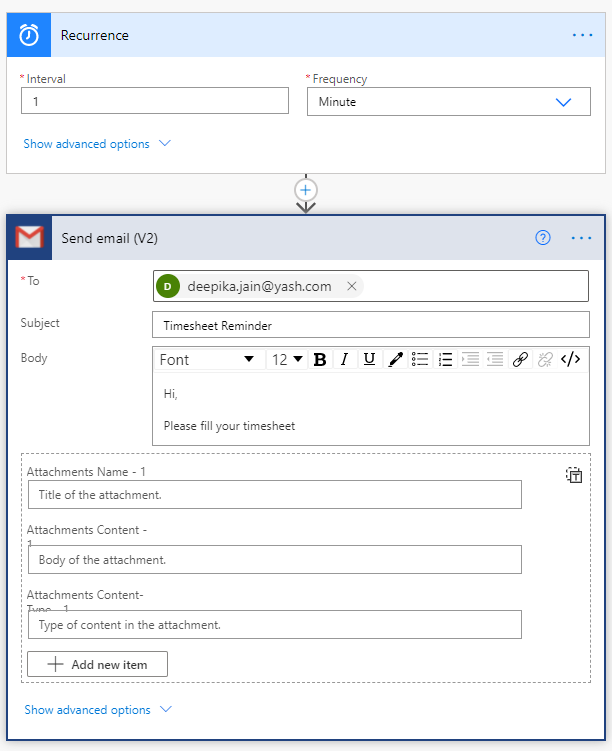 Recurrence
...
* Interval
* Frequency
1
Minute
Show advanced options
Send email (V2)
?
...
* To
D
deepika.jain@yash.com
Subject
Timesheet Reminder
Body
Font
12
B I U </>
Hi,
Please fill your timesheet
Attachments Name - 1
T
Title of the attachment.
Attachments Content -
1
Body of the attachment.
Attachments Content-
Type - 1
Type of content in the attachment.
Add new item
Show advanced options